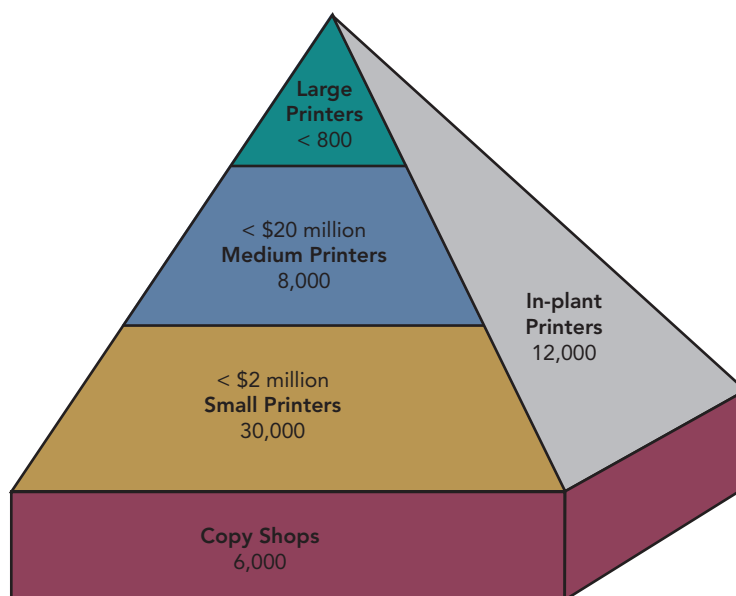 Large
Printers
< 800
< $20 million
Medium Printers
8,000
In-plant
Printers
12,000
< $2 million
Small Printers
30,000
Copy Shops
6,000